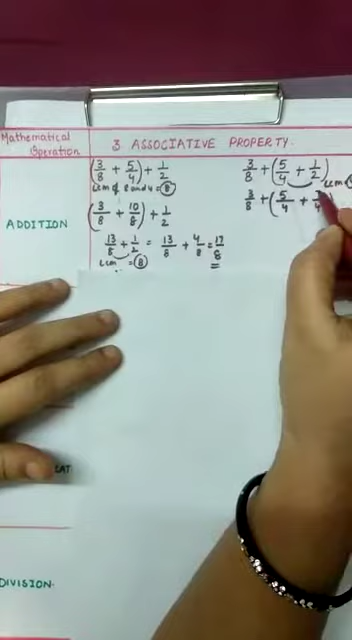 Mathematical Operation
3 ASSOCIATIVE PROPERTY.
ADDITION
(3/8 + 5/4) + 1/2
LCM of 8 and 4 = 8
(3/8 + 10/8) + 1/2
13/8 + 1/2 = 13/8 + 4/8 = 17/8
LCM = 8
3/8 + (5/4 + 1/2)
LCM
3/8 + (5/4 +
DIVISION.